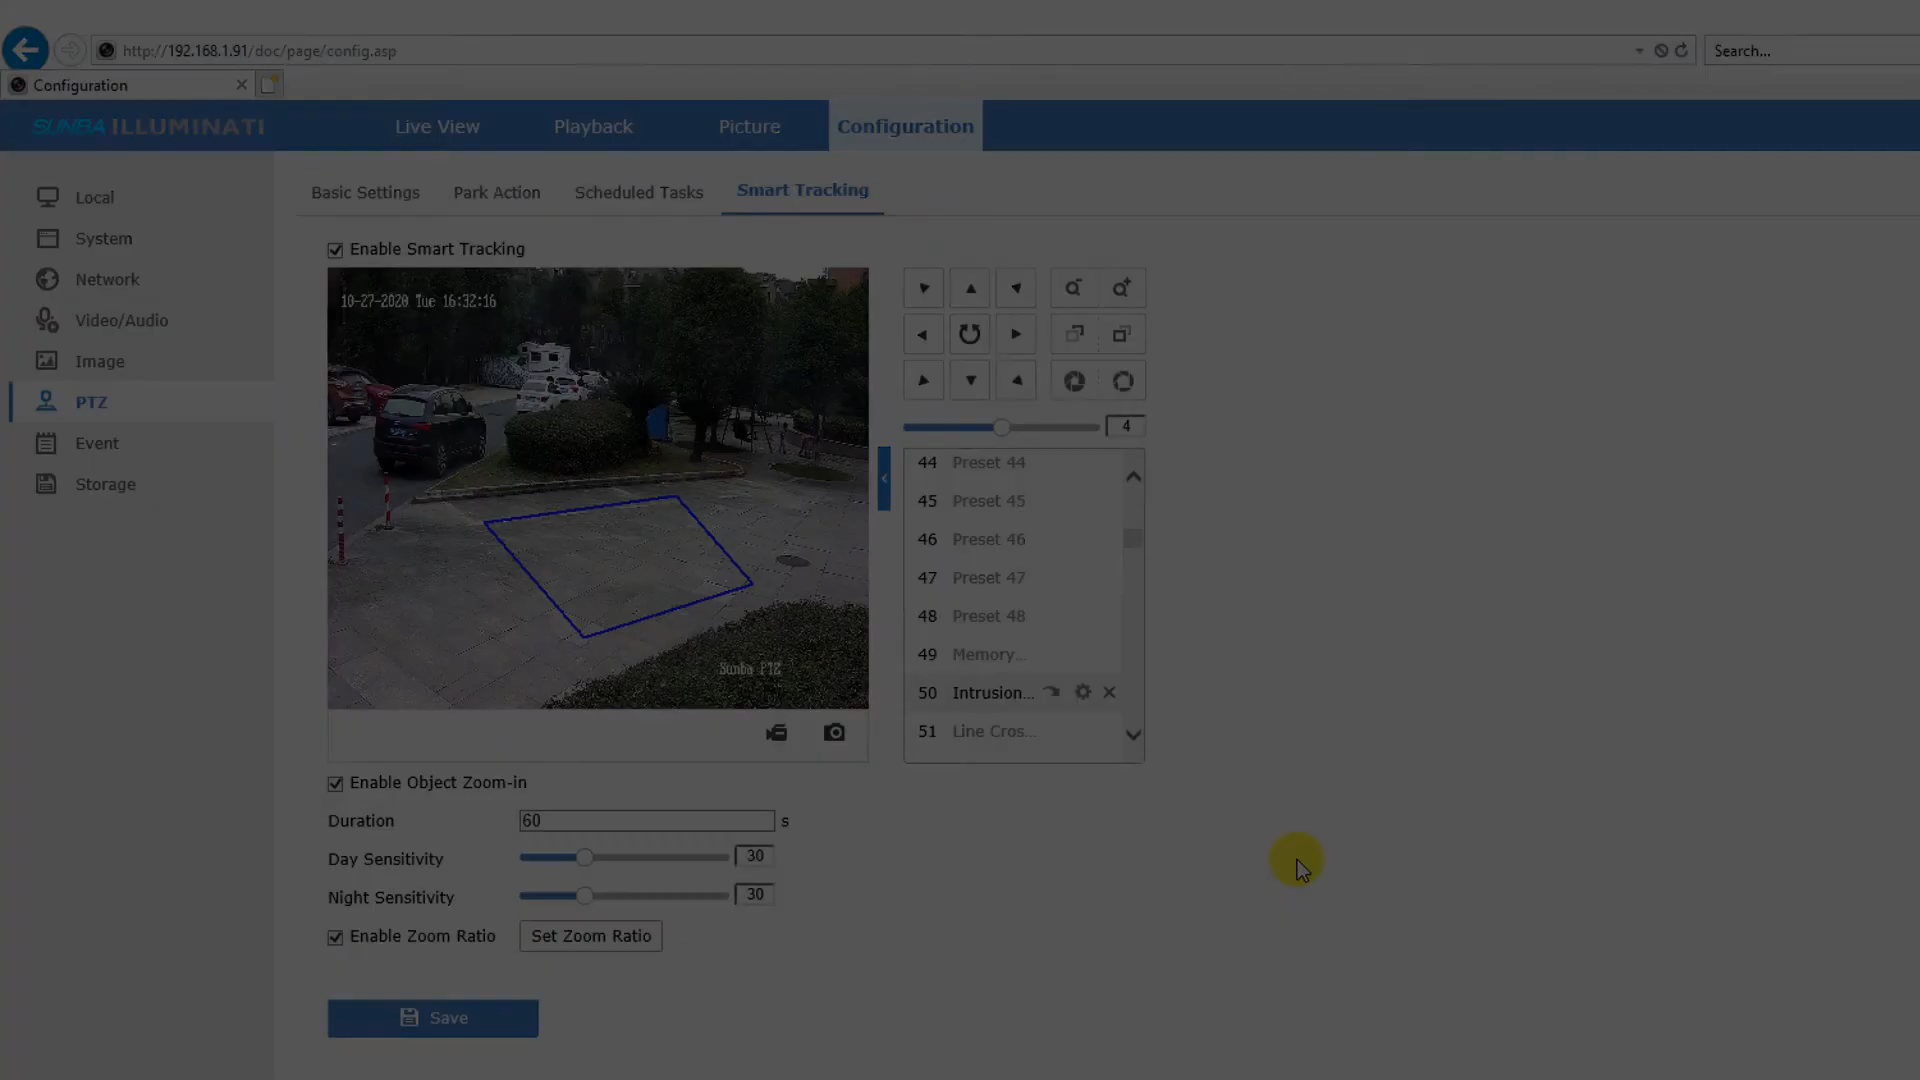 http://192.168.1.91/doc/page/config.asp
Search...
Configuration
SUNBA ILLUMINATI
Live View
Playback
Picture
Configuration
Local
System
Network
Video/Audio
Image
PTZ
Event
Storage
Basic Settings
Park Action
Scheduled Tasks
Smart Tracking
Enable Smart Tracking
10-27-2020 Tue 16:32:16
Sunba PTZ
4
44 Preset 44
45 Preset 45
46 Preset 46
47 Preset 47
48 Preset 48
49 Memory...
50 Intrusion...
51 Line Cros...
Enable Object Zoom-in
Duration 60 s
Day Sensitivity 30
Night Sensitivity 30
Enable Zoom Ratio Set Zoom Ratio
Save